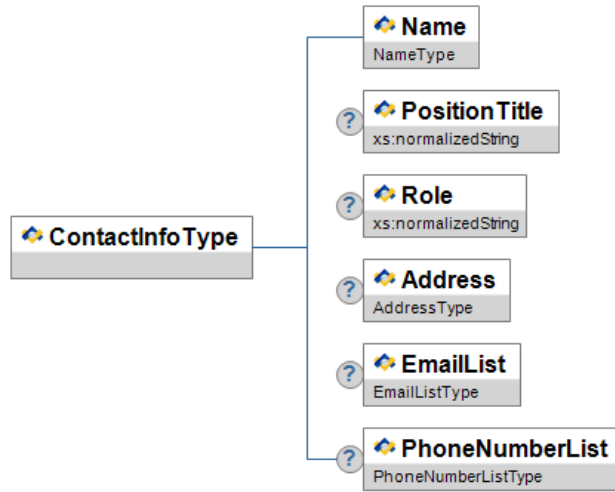 Name
NameType
?
PositionTitle
xs:normalizedString
?
Role
xs:normalizedString
ContactInfoType
?
Address
AddressType
?
EmailList
EmailListType
?
PhoneNumberList
PhoneNumberListType